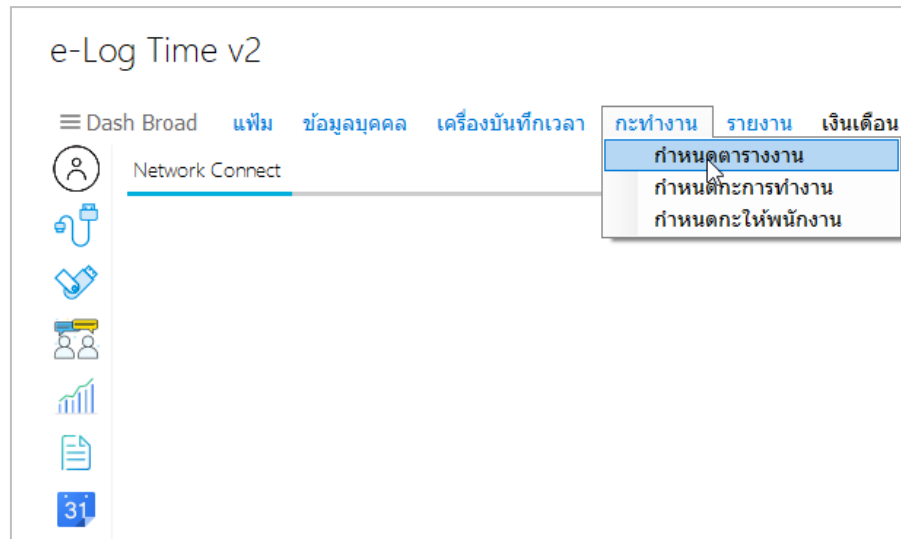 e-Log Time v2
Dash Broad แฟ้ม ข้อมูลบุคคล เครื่องบันทึกเวลา กะทำงาน รายงาน เงินเดือน
กำหนดตารางงาน
Network Connect
กำหนดกะการทำงาน
กำหนดกะให้พนักงาน
31